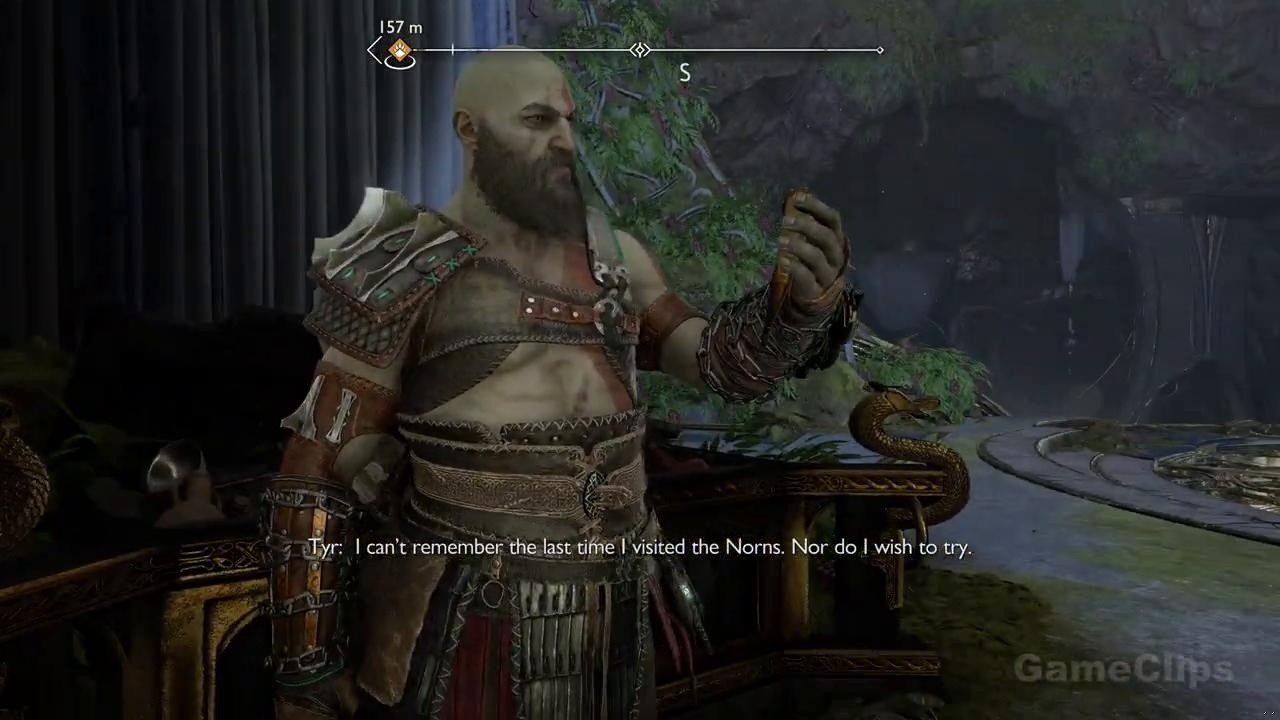 157 m
S
Tyr: I can't remember the last time I visited the Norns. Nor do I wish to try.
GameClips